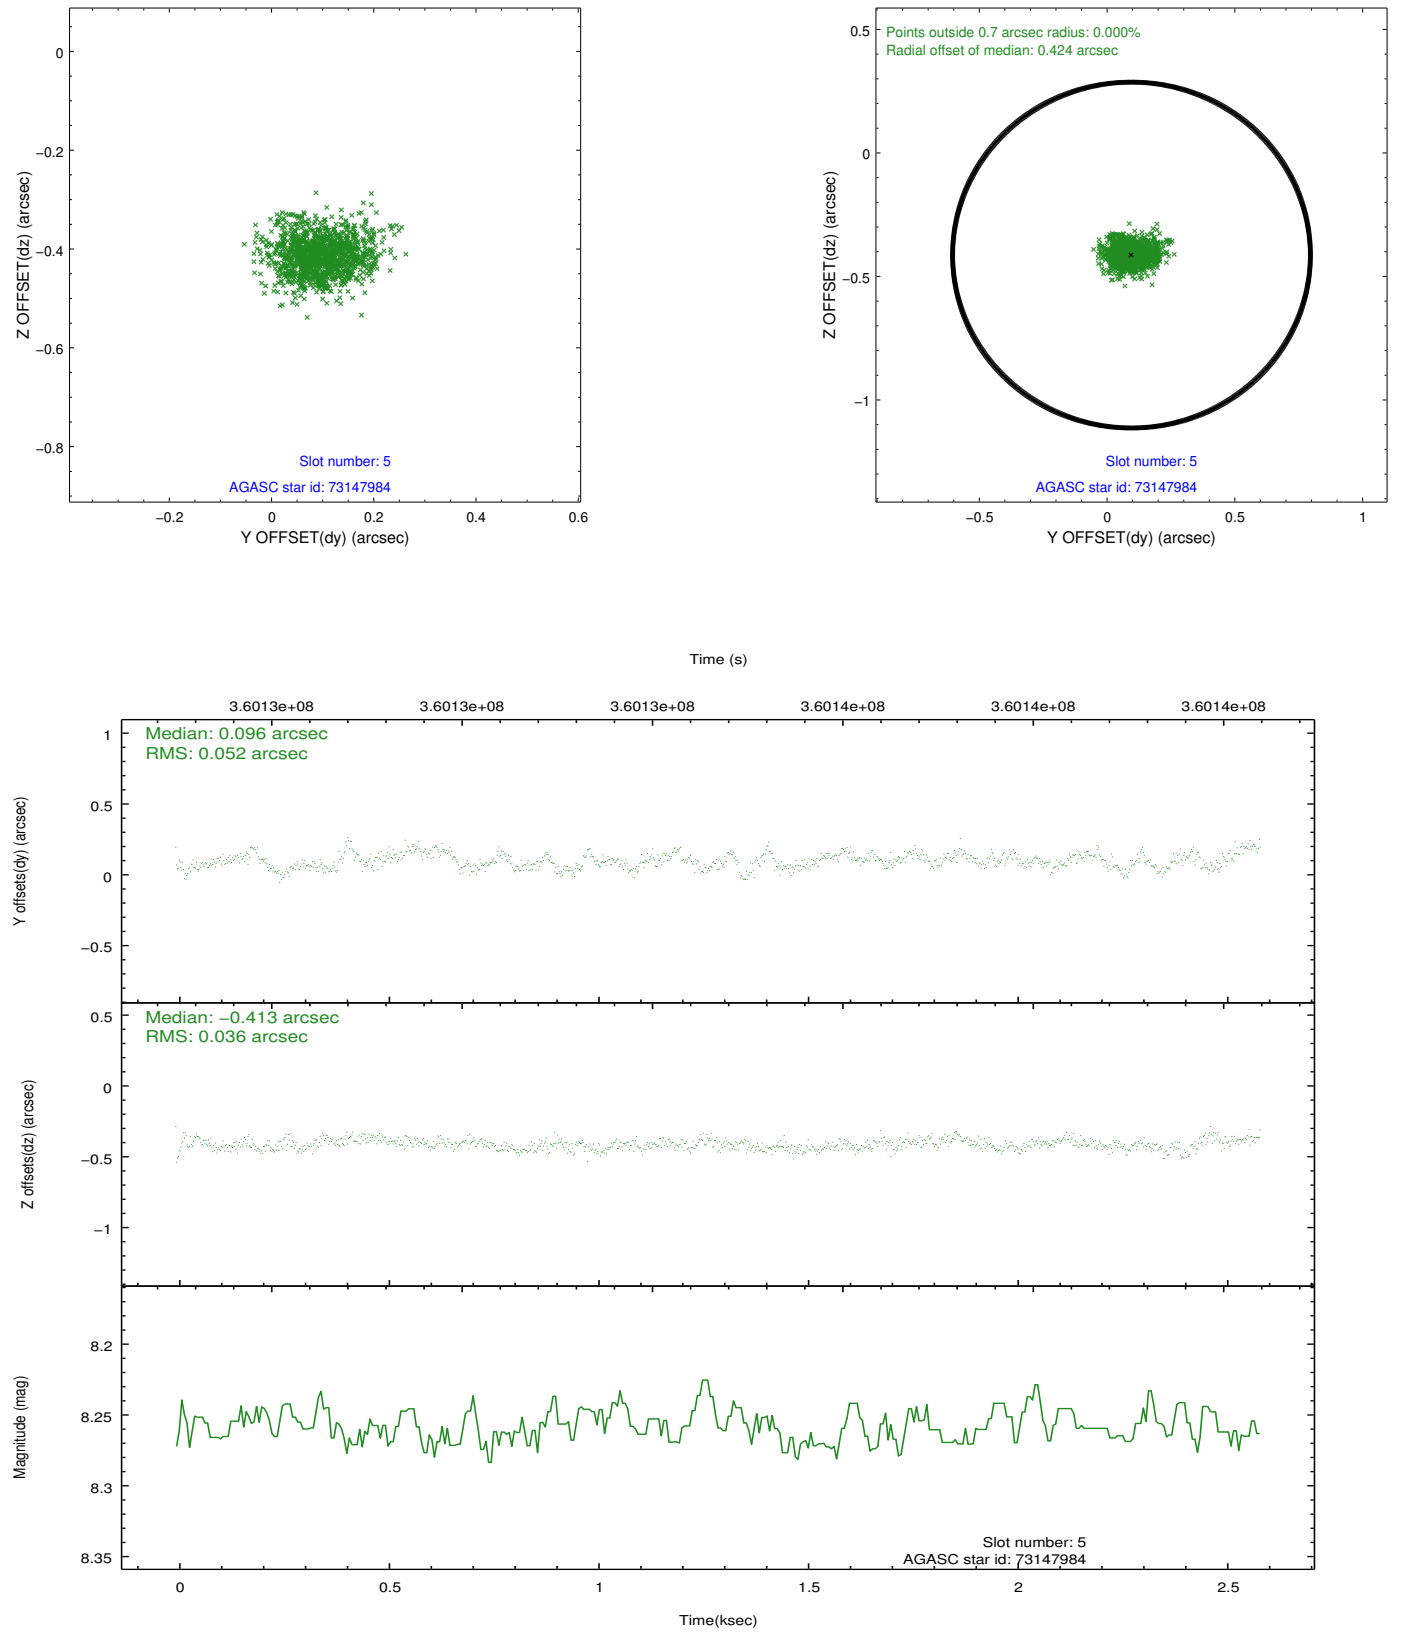 0
−0.2
−0.4
−0.6
−0.8
Z OFFSET(dz) (arcsec)
Slot number: 5
AGASC star id: 73147984
−0.2 0 0.2 0.4 0.6
Y OFFSET(dy) (arcsec)
Points outside 0.7 arcsec radius: 0.000%
Radial offset of median: 0.424 arcsec
0.5
0
−0.5
−1
Z OFFSET(dz) (arcsec)
Slot number: 5
AGASC star id: 73147984
−0.5 0 0.5 1
Y OFFSET(dy) (arcsec)
Time (s)
3.6013e+08 3.6013e+08 3.6013e+08 3.6014e+08 3.6014e+08 3.6014e+08
Median: 0.096 arcsec
RMS: 0.052 arcsec
1
0.5
0
−0.5
Y offsets(dy) (arcsec)
Median: −0.413 arcsec
RMS: 0.036 arcsec
0.5
0
−0.5
−1
Z offsets(dz) (arcsec)
8.2
8.25
8.3
8.35
Magnitude (mag)
Slot number: 5
AGASC star id: 73147984
0 0.5 1 1.5 2 2.5
Time(ksec)